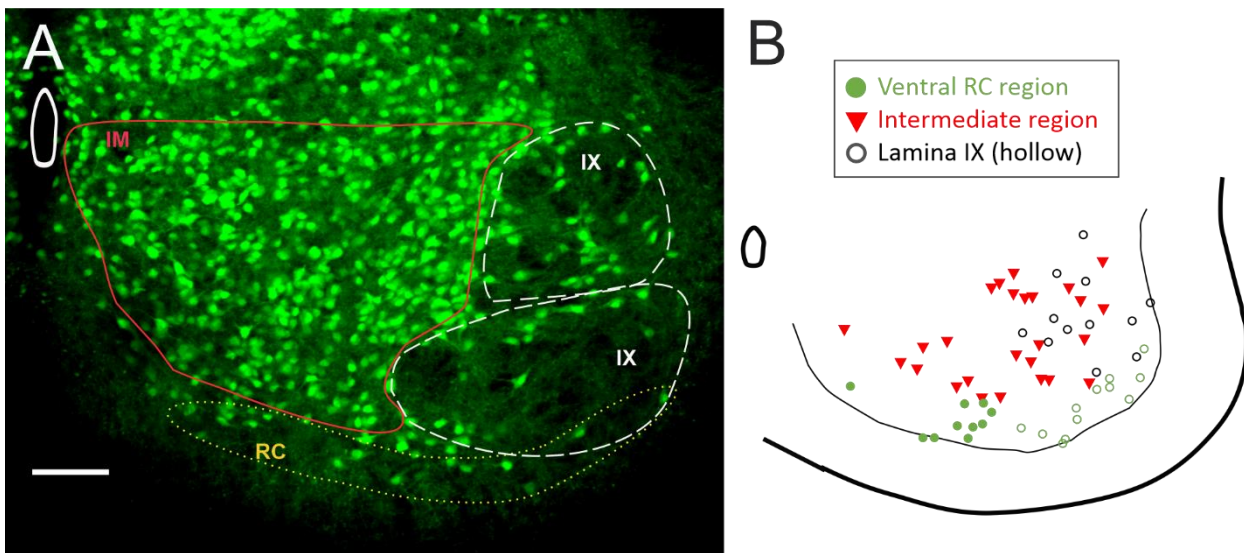 A
IM
IX
IX
RC
B
Ventral RC region
Intermediate region
Lamina IX (hollow)